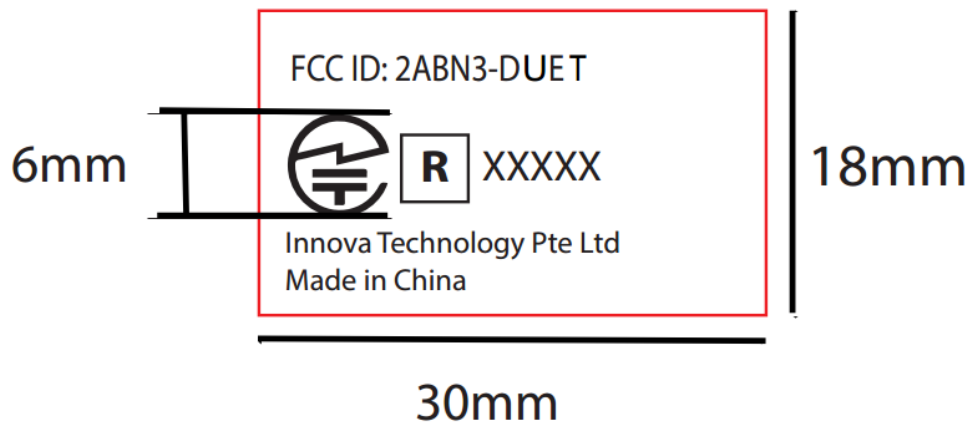 FCC ID: 2ABN3-DUET
6mm
R XXXXX
18mm
Innova Technology Pte Ltd
Made in China
30mm